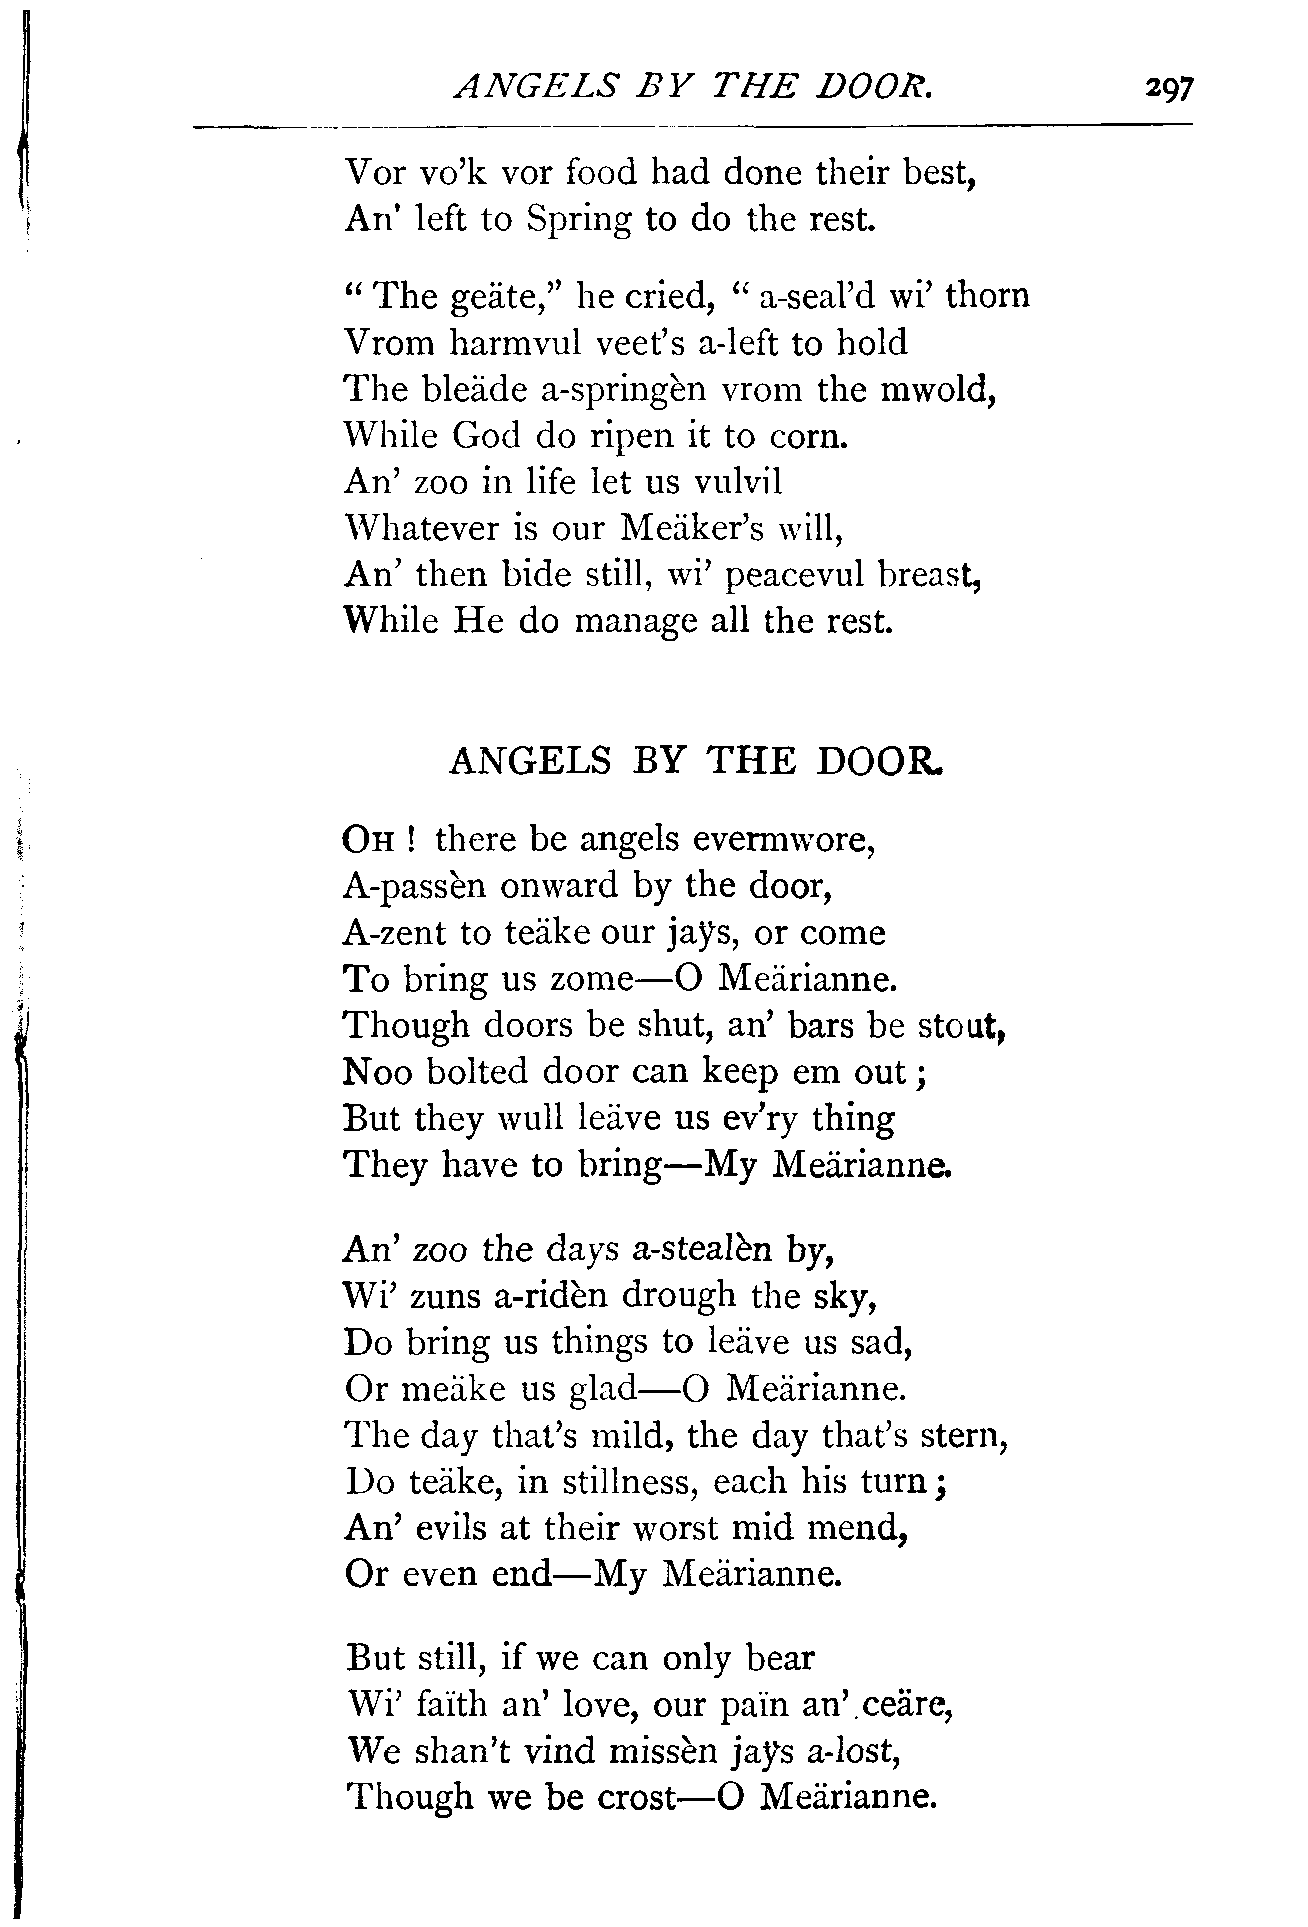 ANGELS BY THE DOOR. 297
Vor vo'k vor food had done their best,
An' left to Spring to do the rest.
“ The geäte,” he cried, “ a-seal'd wi' thorn
Vrom harmvul veet's a-left to hold
The bleäde a-springèn vrom the mwold,
While God do ripen it to corn.
An' zoo in life let us vulvil
Whatever is our Meäker's will,
An' then bide still, wi' peacevul breast,
While He do manage all the rest.
ANGELS BY THE DOOR.
OH ! there be angels evermwore,
A-passèn onward by the door,
A-zent to teäke our jaÿs, or come
To bring us zome—O Meärianne.
Though doors be shut, an' bars be stout,
Noo bolted door can keep em out ;
But they wull leäve us ev'ry thing
They have to bring—My Meärianne.
An' zoo the days a-stealèn by,
Wi' zuns a-ridèn drough the sky,
Do bring us things to leäve us sad,
Or meäke us glad—O Meärianne.
The day that's mild, the day that's stern,
Do teäke, in stillness, each his turn ;
An' evils at their worst mid mend,
Or even end—My Meärianne.
But still, if we can only bear
Wi' faïth an' love, our païn an' ceäre,
We shan't vind missèn jaÿs a-lost,
Though we be crost—O Meärianne.